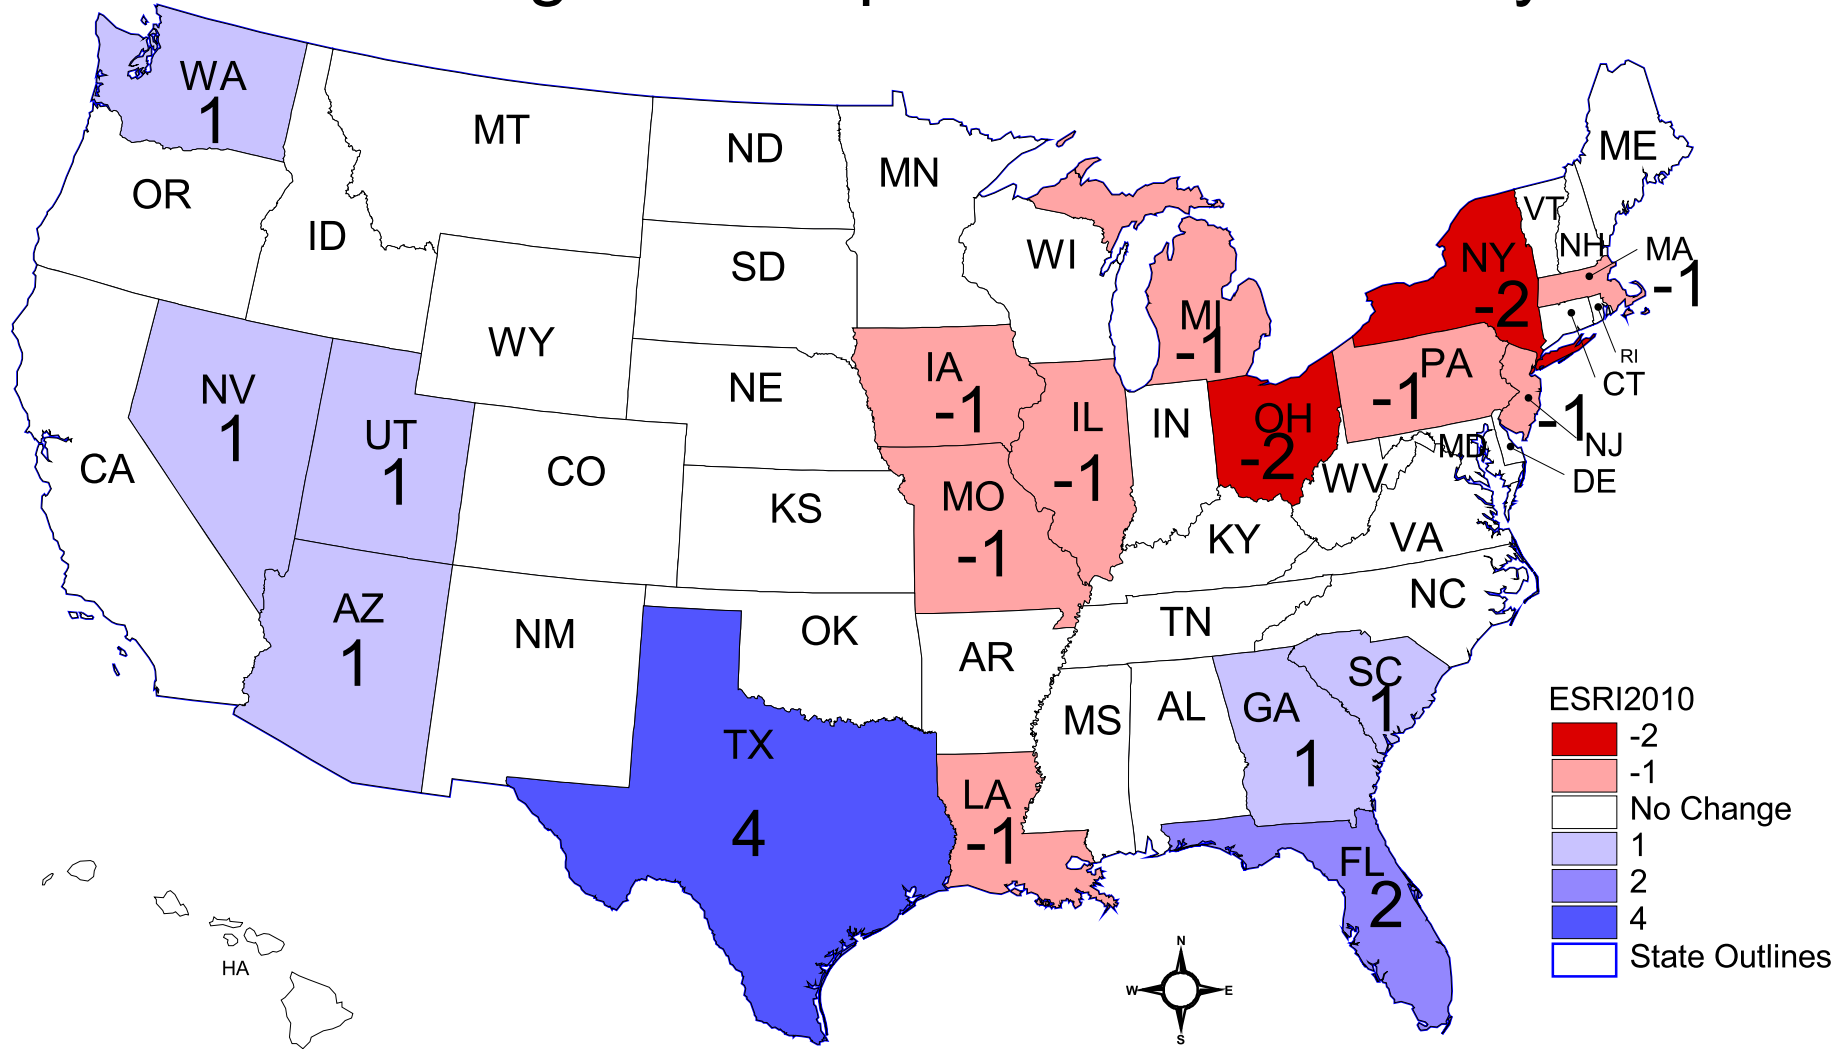 WA
1
MT
ND
MN
ME
OR
ID
SD
WI
VT
NH
MA
-1
NY
-2
WY
MI
-1
RI
CT
NV
1
UT
1
NE
IA
-1
IL
-1
IN
OH
-2
PA
-1
-1
NJ
MD
DE
CA
CO
KS
MO
-1
WV
KY
VA
AZ
1
NM
OK
AR
TN
NC
TX
4
LA
-1
MS
AL
GA
1
SC
1
FL
2
HA
N
W
E
S
ESRI2010
-2
-1
No Change
1
2
4
State Outlines